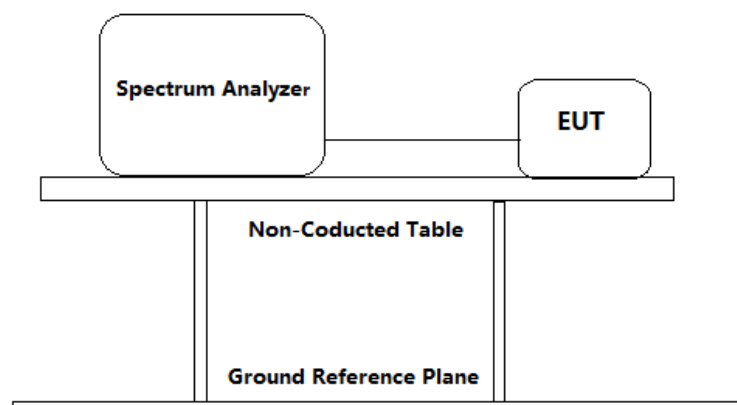 Spectrum Analyzer
EUT
Non-Coducted Table
Ground Reference Plane